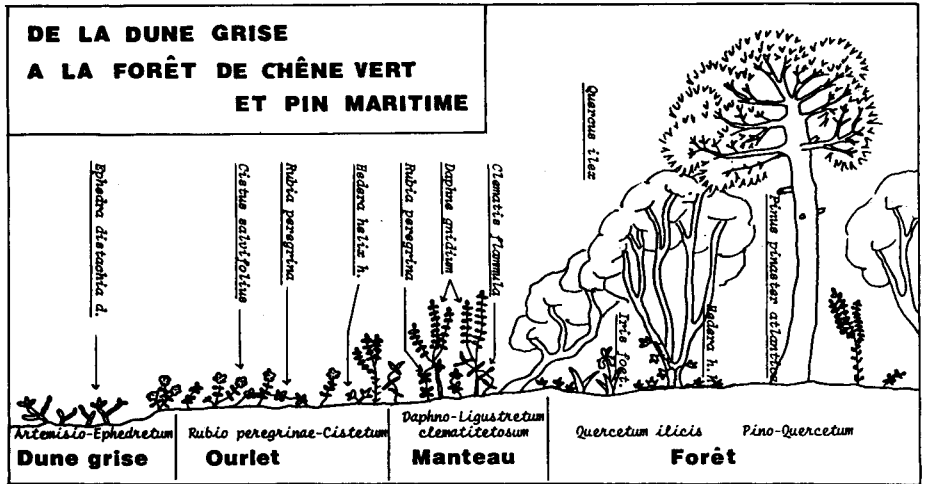 DE LA DUNE GRISE
A LA FORÊT DE CHÊNE VERT
ET PIN MARITIME
Ephedra distachia d.
Cistus salvifolius
Rubia peregrina
Hedera helix h.
Rubia peregrina
Daphne gnidium
Clematis flammula
Quercus ilex
Iris foet.
Hedera h.
Pinus pinaster atlantica
Artemisio-Ephedretum
Rubio peregrinae-Cistetum
Daphno-Ligustretum
clematitetosum
Quercetum ilicis
Pino-Quercetum
Dune grise
Ourlet
Manteau
Forêt